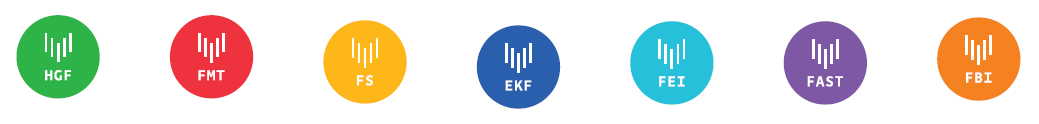 HGF FMT FS EKF FEI FAST FBI